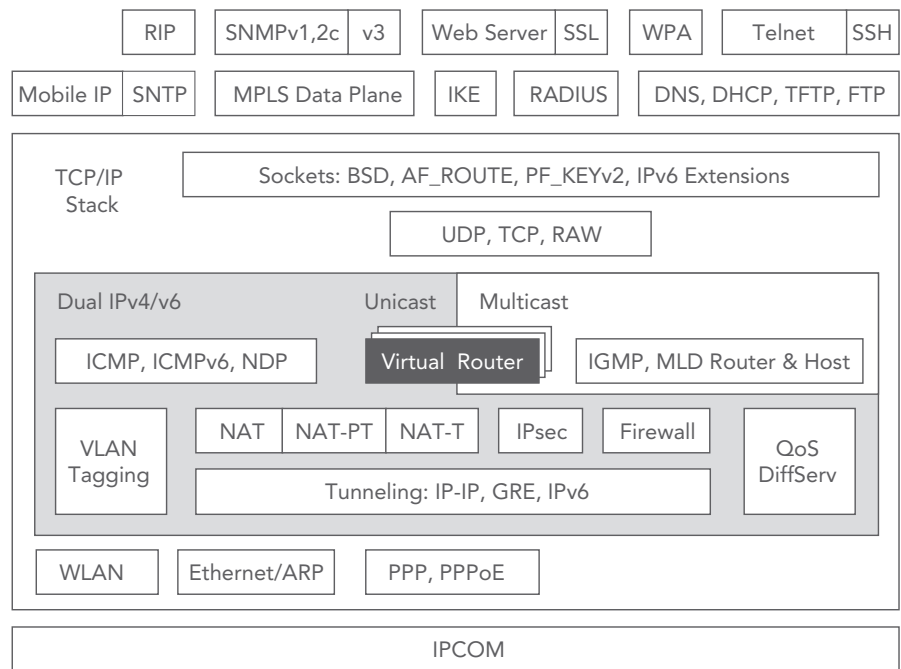 RIP SNMPv1,2c v3 Web Server SSL WPA Telnet SSH
Mobile IP SNTP MPLS Data Plane IKE RADIUS DNS, DHCP, TFTP, FTP
TCP/IP
Stack
Sockets: BSD, AF_ROUTE, PF_KEYv2, IPv6 Extensions
UDP, TCP, RAW
Dual IPv4/v6 Unicast Multicast
ICMP, ICMPv6, NDP Virtual Router IGMP, MLD Router & Host
VLAN
Tagging
NAT NAT-PT NAT-T IPsec Firewall
QoS
DiffServ
Tunneling: IP-IP, GRE, IPv6
WLAN Ethernet/ARP PPP, PPPoE
IPCOM